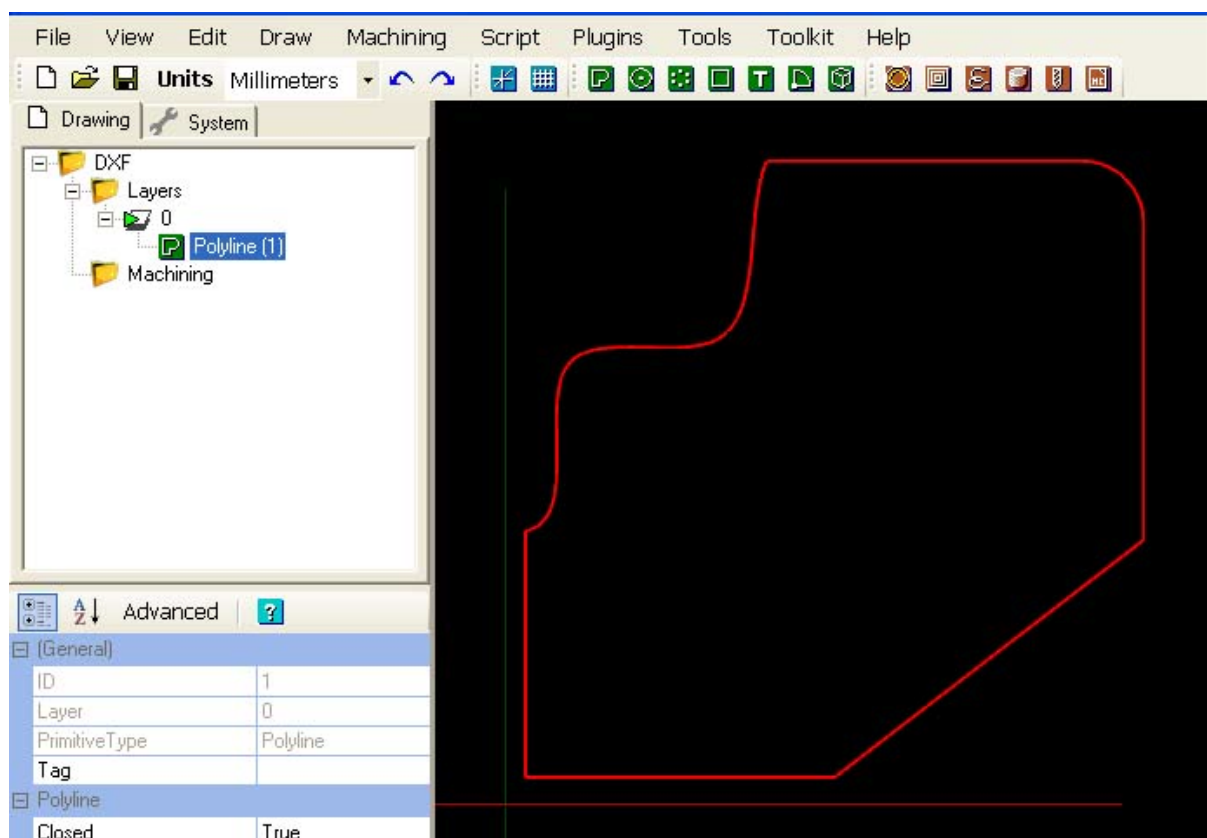 File View Edit Draw Machining Script Plugins Tools Toolkit Help
Units Millimeters
Drawing System
DXF
Layers
0
Polyline (1)
Machining
Advanced
(General)
ID 1
Layer 0
PrimitiveType Polyline
Tag
Polyline
Closed True